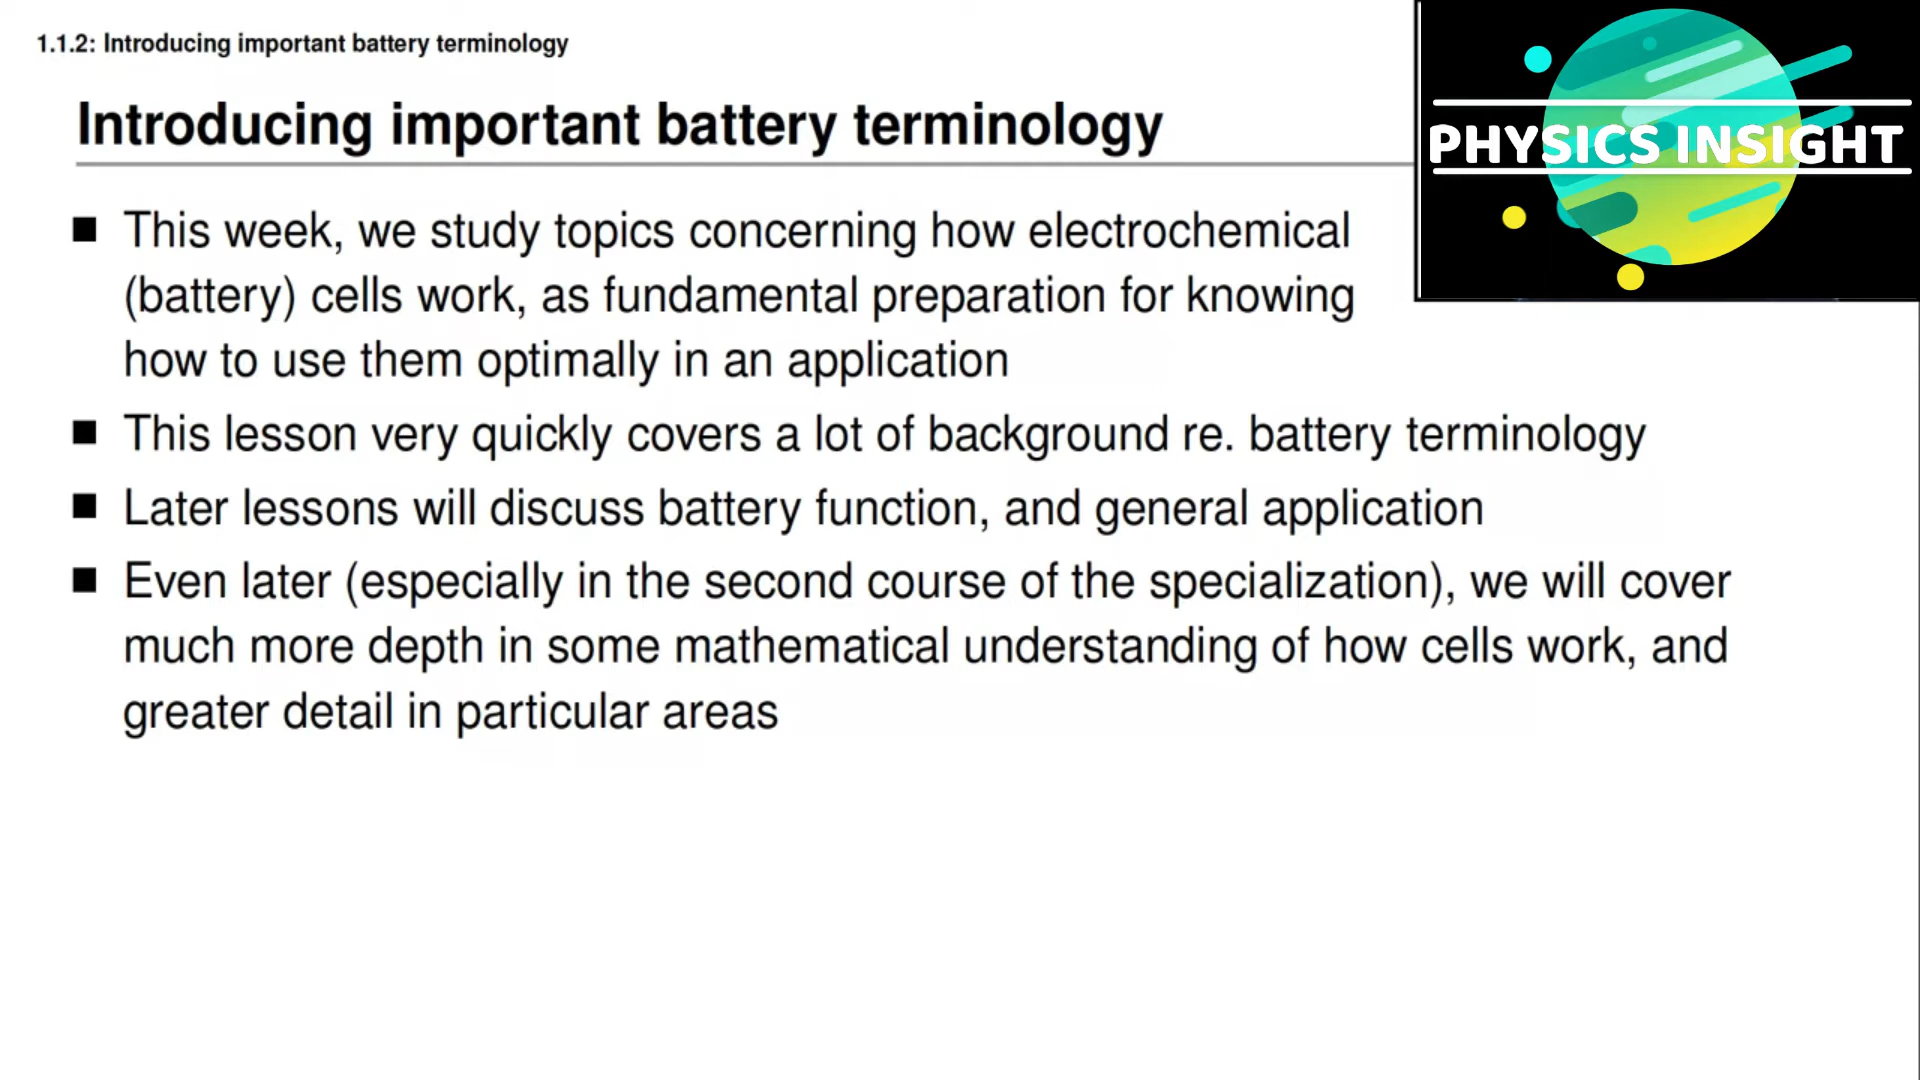 1.1.2: Introducing important battery terminology
Introducing important battery terminology
PHYSICS INSIGHT
■ This week, we study topics concerning how electrochemical
(battery) cells work, as fundamental preparation for knowing
how to use them optimally in an application
■ This lesson very quickly covers a lot of background re. battery terminology
■ Later lessons will discuss battery function, and general application
■ Even later (especially in the second course of the specialization), we will cover
much more depth in some mathematical understanding of how cells work, and
greater detail in particular areas